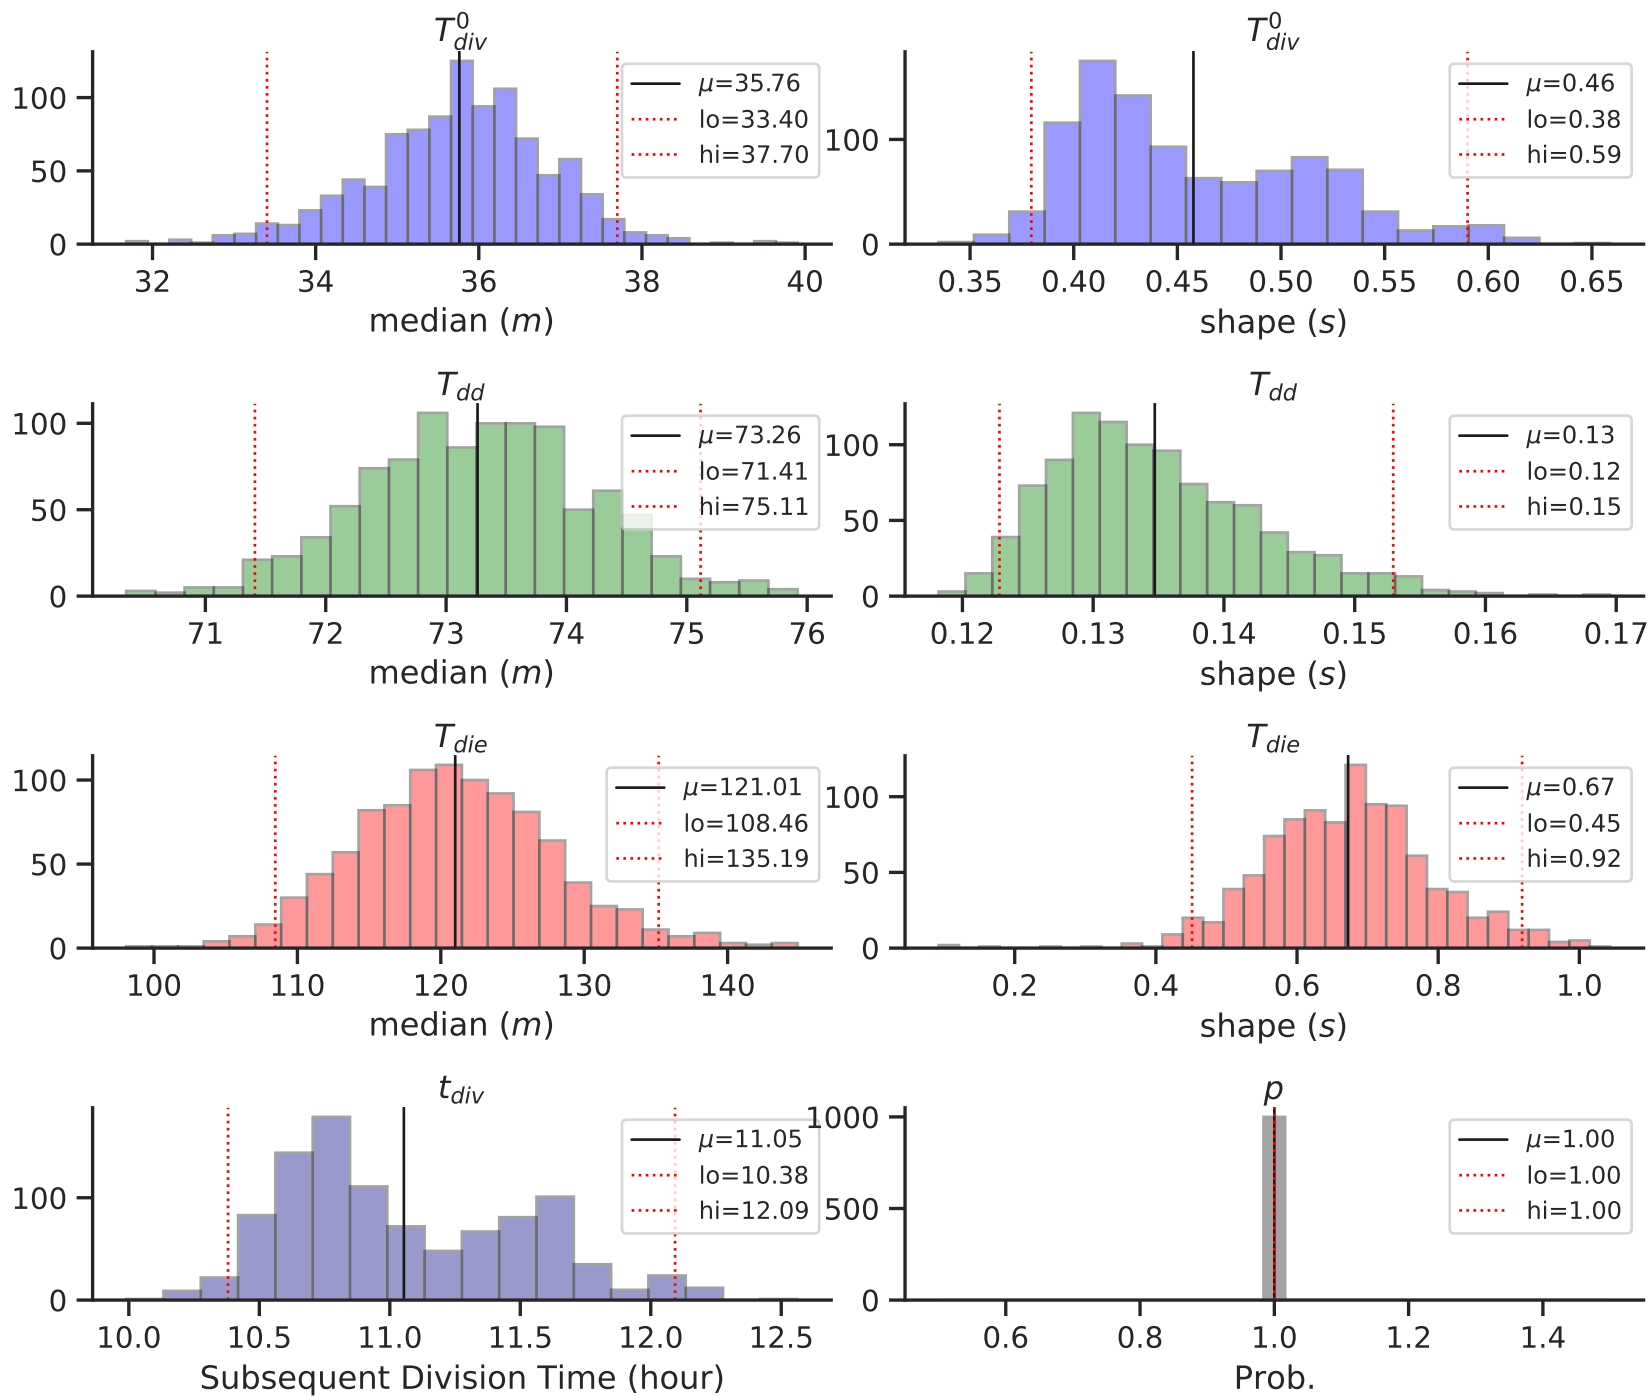 T⁰div
100
50
0
32 34 36 38 40
median (m)
μ=35.76
lo=33.40
hi=37.70
T⁰div
100
0
0.35 0.40 0.45 0.50 0.55 0.60 0.65
shape (s)
μ=0.46
lo=0.38
hi=0.59
Tdd
100
50
0
71 72 73 74 75 76
median (m)
μ=73.26
lo=71.41
hi=75.11
Tdd
100
50
0
0.12 0.13 0.14 0.15 0.16 0.17
shape (s)
μ=0.13
lo=0.12
hi=0.15
Tdie
100
50
0
100 110 120 130 140
median (m)
μ=121.01
lo=108.46
hi=135.19
Tdie
100
50
0
0.2 0.4 0.6 0.8 1.0
shape (s)
μ=0.67
lo=0.45
hi=0.92
tdiv
100
0
10.0 10.5 11.0 11.5 12.0 12.5
Subsequent Division Time (hour)
μ=11.05
lo=10.38
hi=12.09
p
1000
500
0
0.6 0.8 1.0 1.2 1.4
Prob.
μ=1.00
lo=1.00
hi=1.00